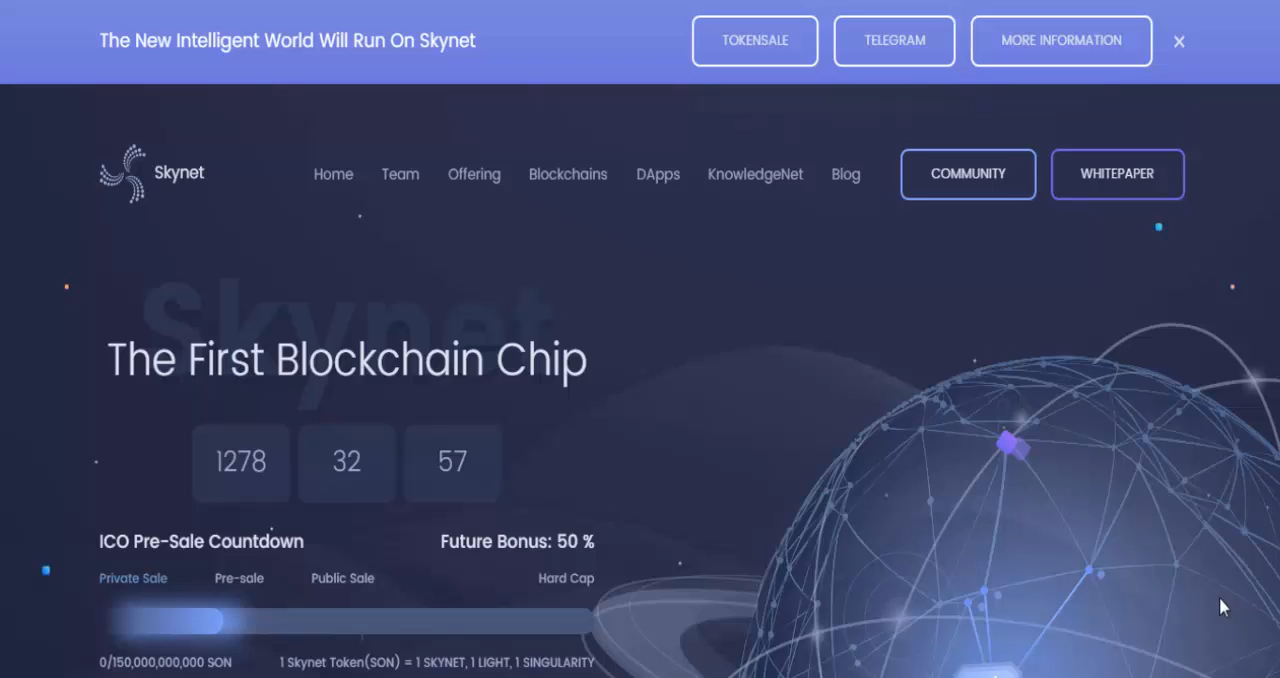 The New Intelligent World Will Run On Skynet
TOKENSALE TELEGRAM MORE INFORMATION ×
Skynet Home Team Offering Blockchains DApps KnowledgeNet Blog COMMUNITY WHITEPAPER
Skynet
The First Blockchain Chip
1278 32 57
ICO Pre-Sale Countdown Future Bonus: 50 %
Private Sale Pre-sale Public Sale Hard Cap
0/150,000,000,000 SON 1 Skynet Token(SON) = 1 SKYNET, 1 LIGHT, 1 SINGULARITY